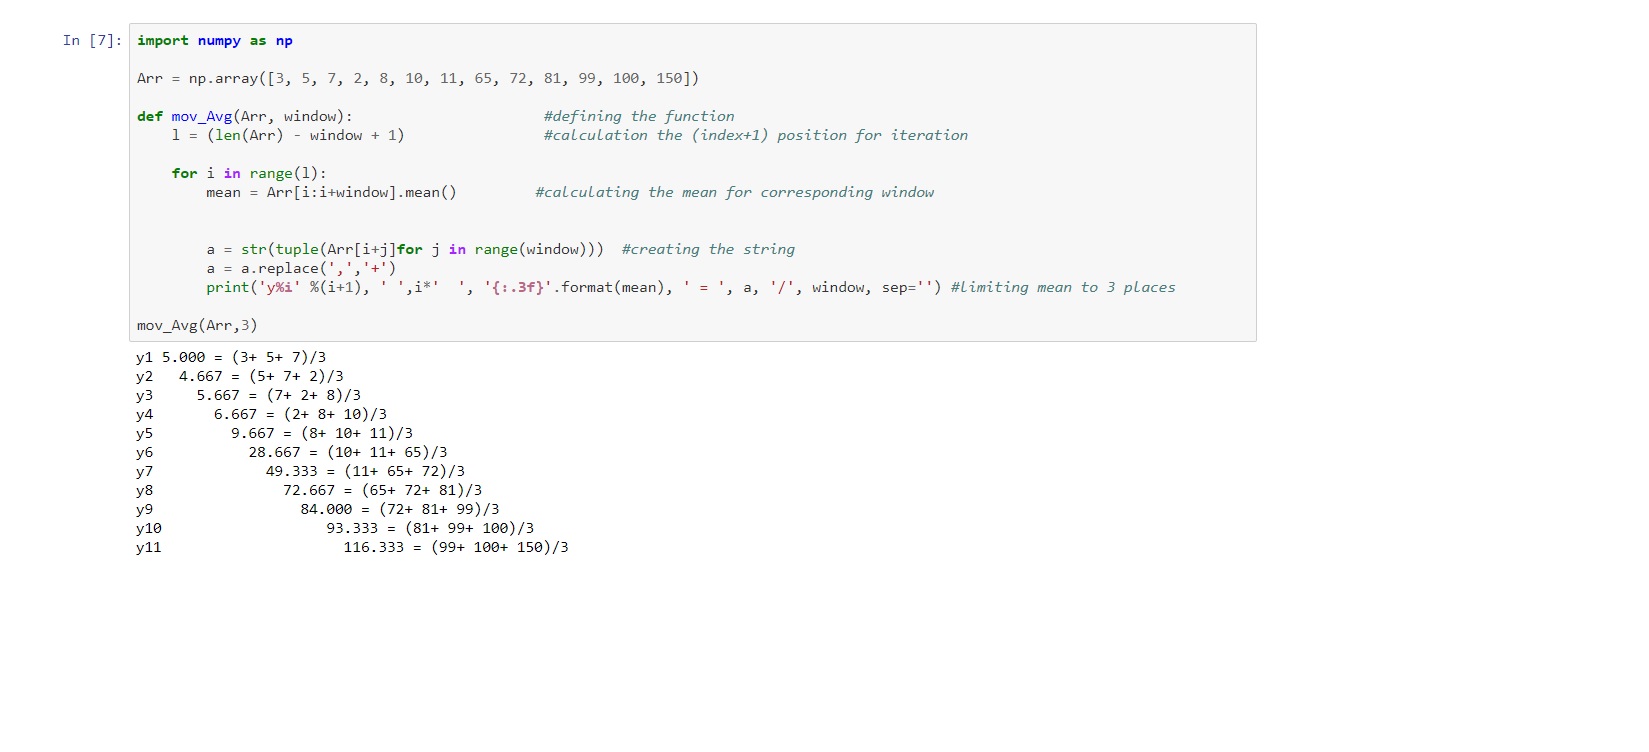 In [7]: import numpy as np
Arr = np.array([3, 5, 7, 2, 8, 10, 11, 65, 72, 81, 99, 100, 150])
def mov_Avg(Arr, window):                      #defining the function
    l = (len(Arr) - window + 1)                #calculation the (index+1) position for iteration
    for i in range(l):
        mean = Arr[i:i+window].mean()         #calculating the mean for corresponding window
        a = str(tuple(Arr[i+j]for j in range(window)))  #creating the string
        a = a.replace(',','+')
        print('y%i' %(i+1), ' ',i*'  ', '{:.3f}'.format(mean), ' = ', a, '/', window, sep='') #limiting mean to 3 places
mov_Avg(Arr,3)
y1 5.000 = (3+ 5+ 7)/3
y2   4.667 = (5+ 7+ 2)/3
y3     5.667 = (7+ 2+ 8)/3
y4       6.667 = (2+ 8+ 10)/3
y5         9.667 = (8+ 10+ 11)/3
y6           28.667 = (10+ 11+ 65)/3
y7             49.333 = (11+ 65+ 72)/3
y8               72.667 = (65+ 72+ 81)/3
y9                 84.000 = (72+ 81+ 99)/3
y10                   93.333 = (81+ 99+ 100)/3
y11                     116.333 = (99+ 100+ 150)/3